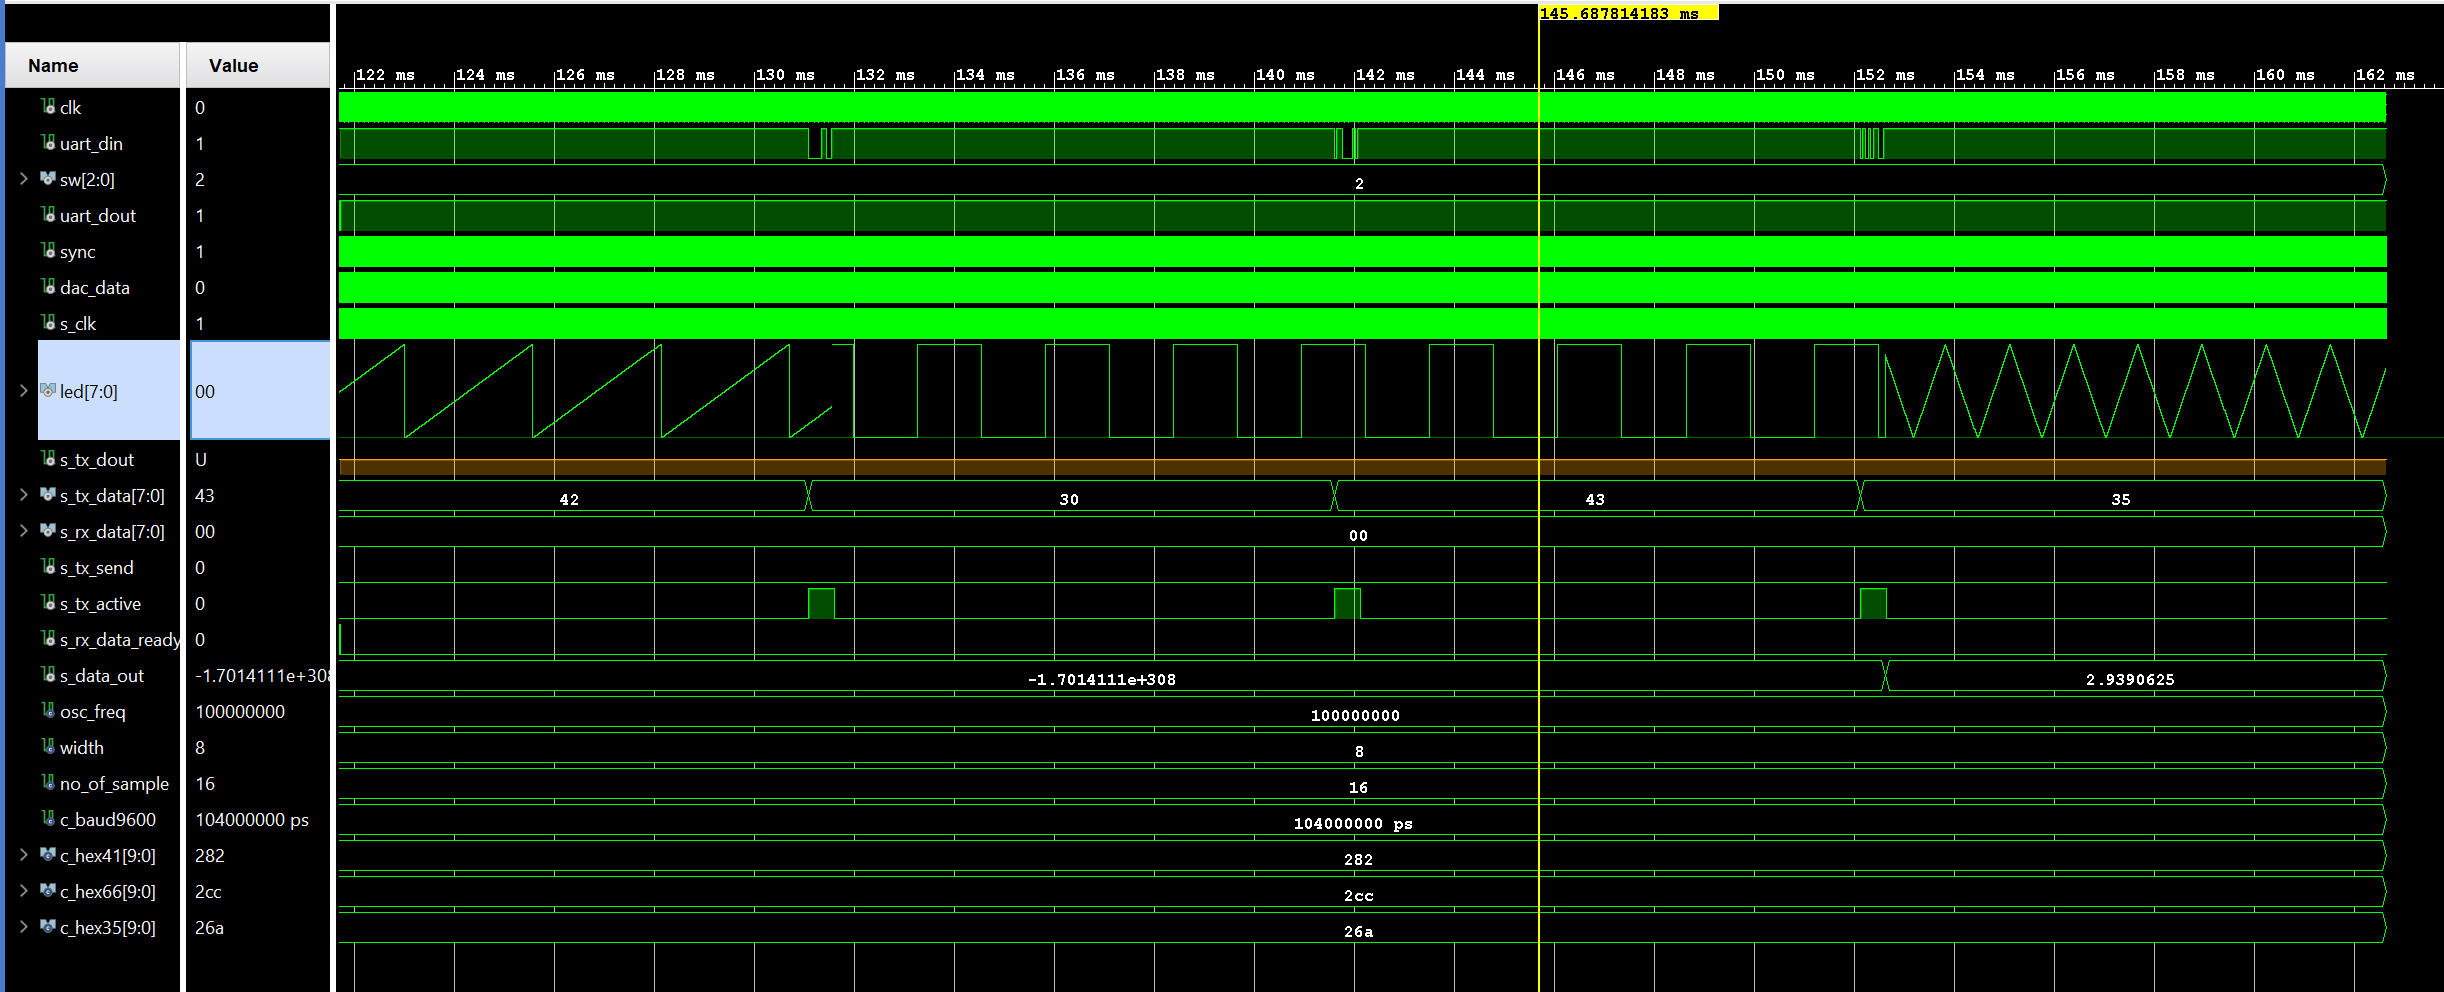 145.687814183 ms
Name Value
122 ms 124 ms 126 ms 128 ms 130 ms 132 ms 134 ms 136 ms 138 ms 140 ms 142 ms 144 ms 146 ms 148 ms 150 ms 152 ms 154 ms 156 ms 158 ms 160 ms 162 ms
clk 0
uart_din 1
sw[2:0] 2 2
uart_dout 1
sync 1
dac_data 0
s_clk 1
led[7:0] 00
s_tx_dout U
s_tx_data[7:0] 43 42 30 43 35
s_rx_data[7:0] 00 00
s_tx_send 0
s_tx_active 0
s_rx_data_ready 0
s_data_out -1.7014111e+308 -1.7014111e+308 2.9390625
osc_freq 100000000 100000000
width 8 8
no_of_sample 16 16
c_baud9600 104000000 ps 104000000 ps
c_hex41[9:0] 282 282
c_hex66[9:0] 2cc 2cc
c_hex35[9:0] 26a 26a